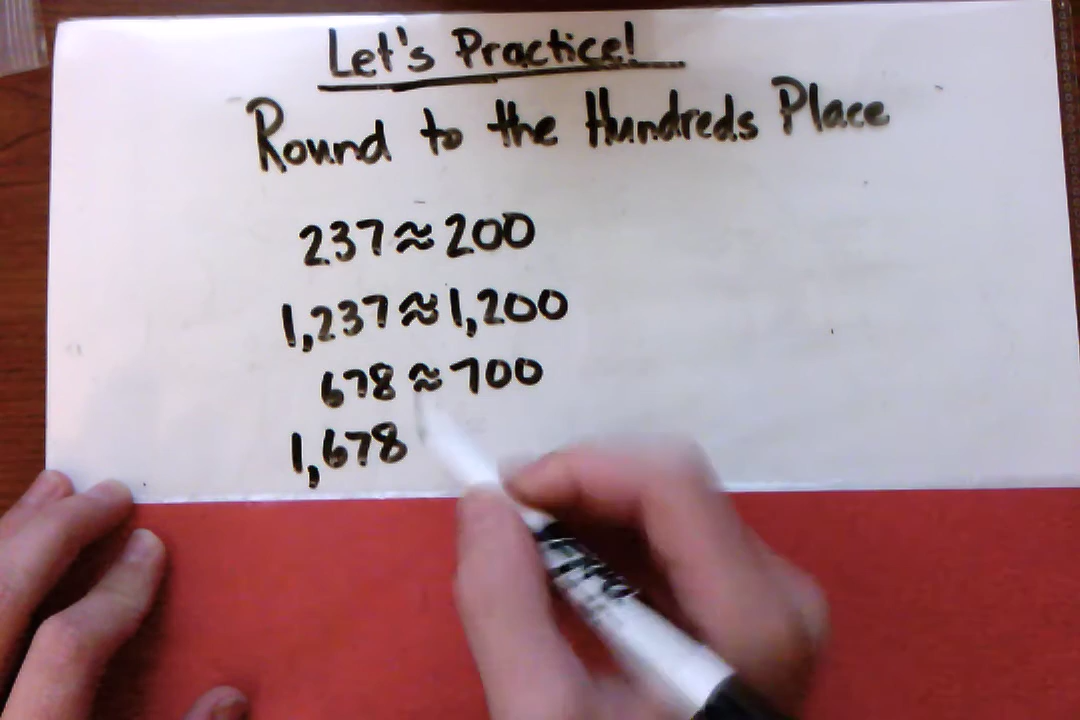 Let's Practice!
Round to the Hundreds Place
237≈200
1,237≈1,200
678≈700
1,678